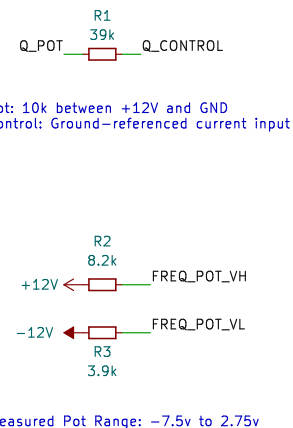 R1
39k
Q_POT Q_CONTROL
ot: 10k between +12V and GND
ontrol: Ground-referenced current input
R2
8.2k
+12V FREQ_POT_VH
-12V FREQ_POT_VL
R3
3.9k
easured Pot Range: -7.5v to 2.75v